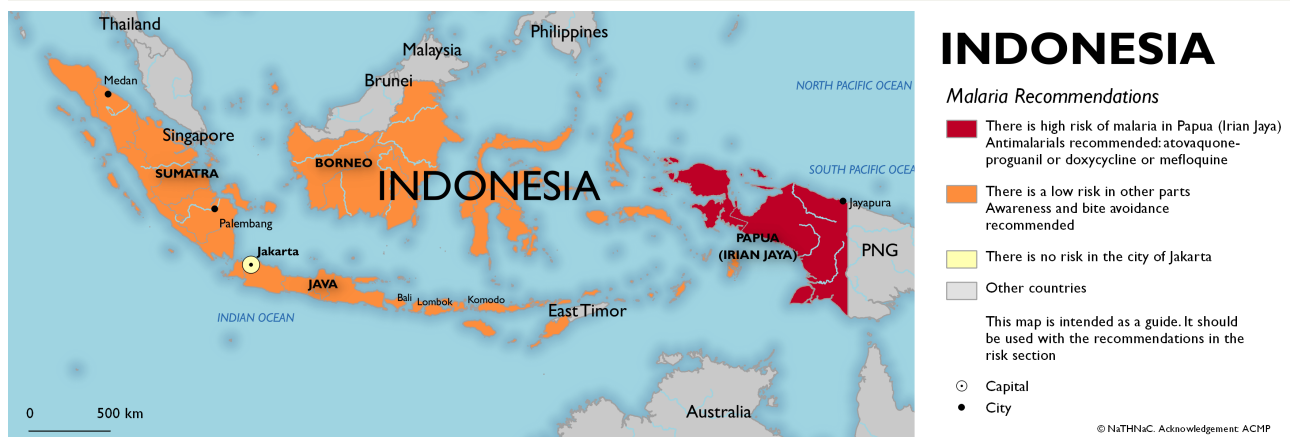 Thailand
Philippines
Malaysia
Brunei
Medan
NORTH PACIFIC OCEAN
Singapore
BORNEO
SUMATRA
INDONESIA
SOUTH PACIFIC OCEA
Palembang
Jayapura
PAPUA
(IRIAN JAYA)
PNG
Jakarta
JAVA
Bali
Lombok
Komodo
East Timor
INDIAN OCEAN
0 500 km
Australia
INDONESIA
Malaria Recommendations
There is high risk of malaria in Papua (Irian Jaya)
Antimalarials recommended: atovaquone-
proguanil or doxycycline or mefloquine
There is a low risk in other parts
Awareness and bite avoidance
recommended
There is no risk in the city of Jakarta
Other countries
This map is intended as a guide. It should
be used with the recommendations in the
risk section
Capital
City
© NaTHNaC. Acknowledgement: ACMP